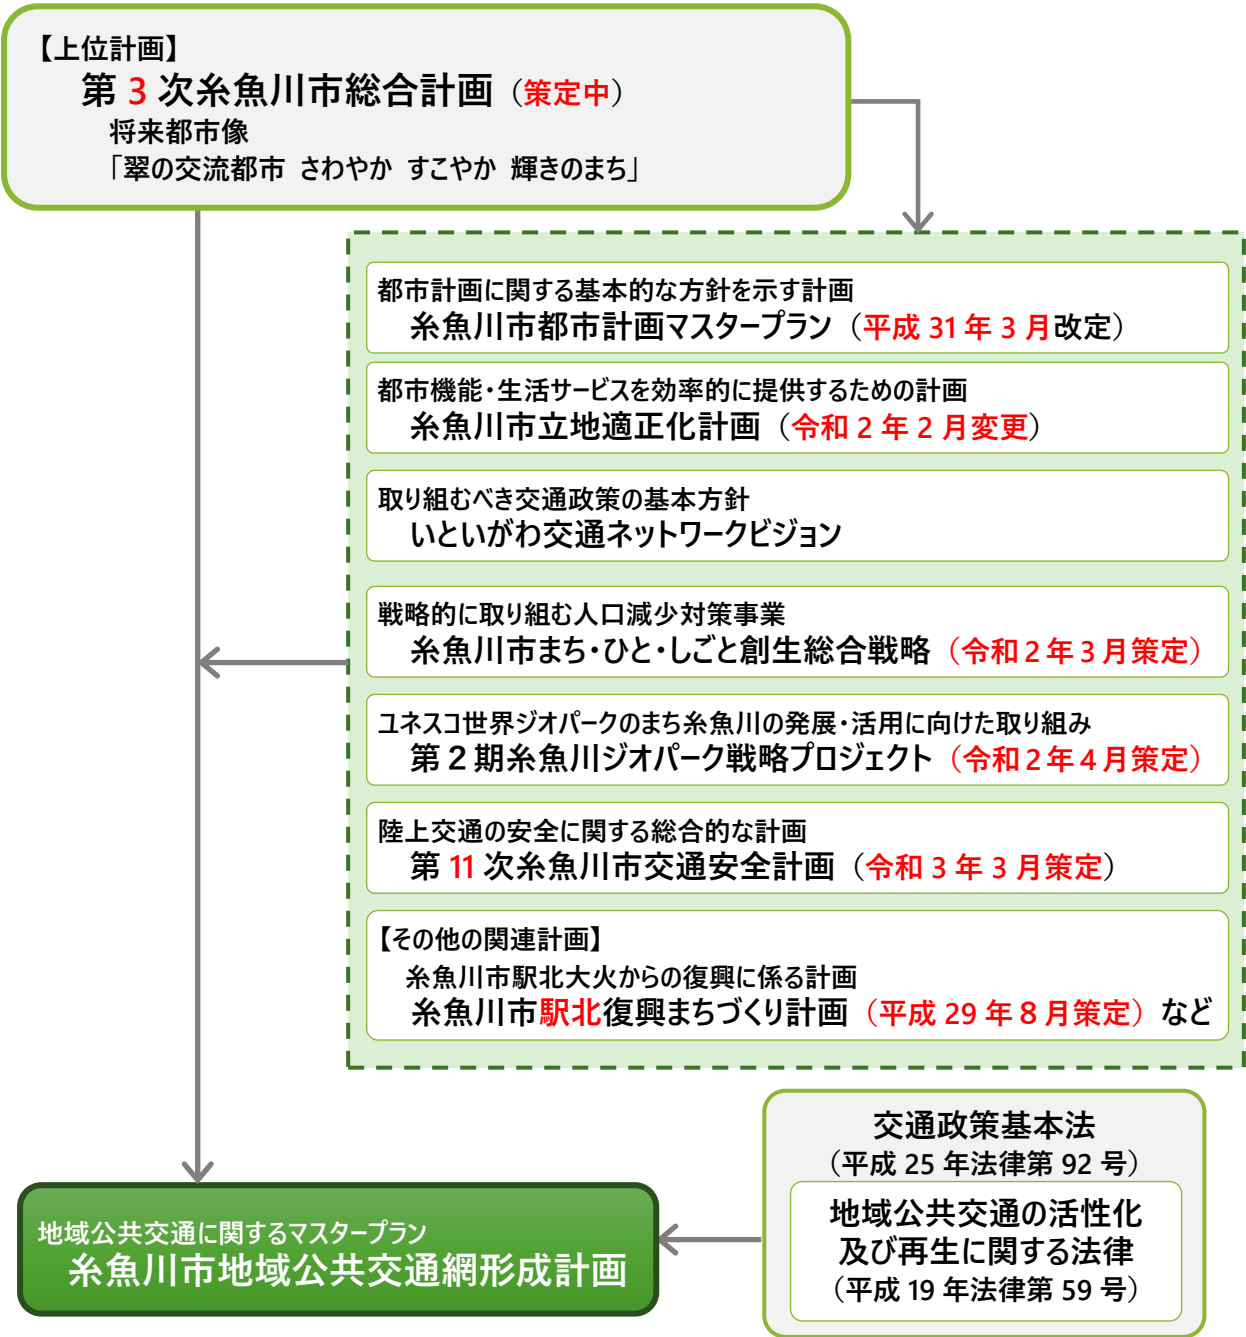 【上位計画】
第 3 次糸魚川市総合計画（策定中）
将来都市像
「翠の交流都市 さわやか すこやか 輝きのまち」
都市計画に関する基本的な方針を示す計画
糸魚川市都市計画マスタープラン（平成 31 年 3 月改定）
都市機能・生活サービスを効率的に提供するための計画
糸魚川市立地適正化計画（令和 2 年 2 月変更）
取り組むべき交通政策の基本方針
いといがわ交通ネットワークビジョン
戦略的に取り組む人口減少対策事業
糸魚川市まち・ひと・しごと創生総合戦略（令和２年３月策定）
ユネスコ世界ジオパークのまち糸魚川の発展・活用に向けた取り組み
第２期糸魚川ジオパーク戦略プロジェクト（令和２年４月策定）
陸上交通の安全に関する総合的な計画
第 11 次糸魚川市交通安全計画（令和 3 年 3 月策定）
【その他の関連計画】
糸魚川市駅北大火からの復興に係る計画
糸魚川市駅北復興まちづくり計画（平成 29 年８月策定）など
交通政策基本法
（平成 25 年法律第 92 号）
地域公共交通の活性化
及び再生に関する法律
（平成 19 年法律第 59 号）
地域公共交通に関するマスタープラン
糸魚川市地域公共交通網形成計画